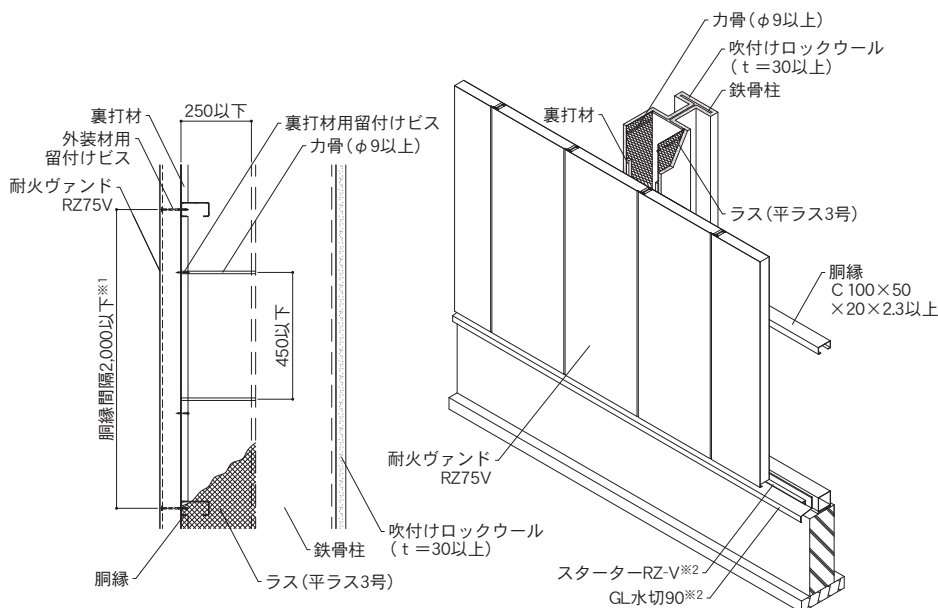 裏打材
外装材用
留付けビス
耐火ヴァンド
RZ75V
250以下
裏打材用留付けビス
力骨(φ9以上)
胴縁間隔2,000以下※1
450以下
胴縁
ラス(平ラス3号)
鉄骨柱
吹付けロックウール
(t=30以上)
力骨(φ9以上)
吹付けロックウール
(t=30以上)
鉄骨柱
裏打材
ラス(平ラス3号)
胴縁
C 100×50
×20×2.3以上
耐火ヴァンド
RZ75V
スターターRZ-V※2
GL水切90※2